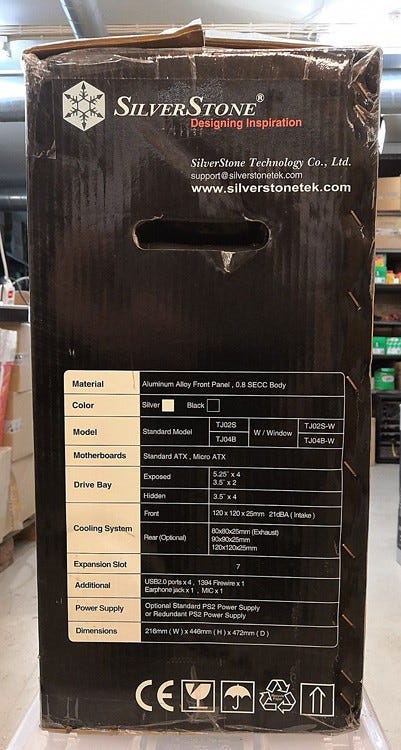 SILVERSTONE®
Designing Inspiration
SilverStone Technology Co., Ltd.
support@silverstonetek.com
www.silverstonetek.com
Material Aluminum Alloy Front Panel , 0.8 SECC Body
Color Silver Black
Model Standard Model TJ02S W / Window TJ02S-W
TJ04B TJ04B-W
Motherboards Standard ATX , Micro ATX
Drive Bay Exposed 5.25" x 4
3.5" x 2
Hidden 3.5" x 4
Cooling System Front 120 x 120 x 25mm 21dBA ( Intake )
Rear (Optional) 80x80x25mm (Exhaust)
90x90x25mm
120x120x25mm
Expansion Slot 7
Additional USB2.0 ports x 4 , 1394 Firewire x 1
Earphone jack x 1 , MIC x 1
Power Supply Optional Standard PS2 Power Supply
or Redundant PS2 Power Supply
Dimensions 216mm ( W ) x 446mm ( H ) x 472mm ( D )
CE